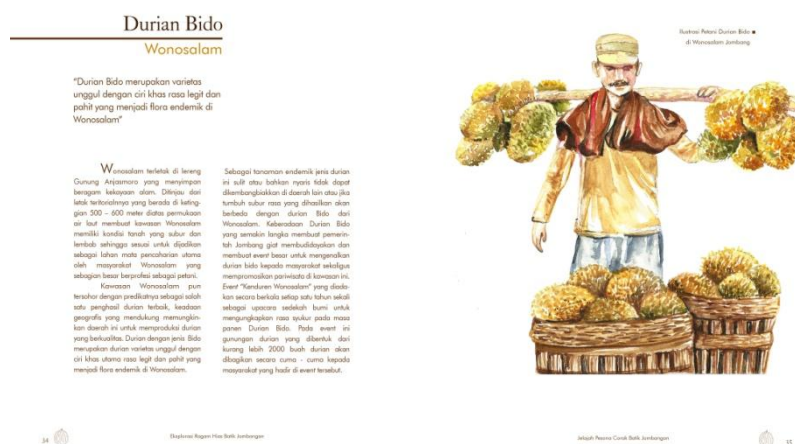 Durian Bido
Wonosalam
"Durian Bido merupakan varietas
unggul dengan ciri khas rasa legit dan
pahit yang menjadi flora endemik di
Wonosalam"
Wonosalam terletak di lereng
Gunung Anjasmoro yang menyimpan
beragam kekayaan alam. Ditinjau dari
letak teritorialnya yang berada di keting-
gian 500 - 600 meter diatas permukaan
air laut membuat kawasan Wonosalam
memiliki kondisi tanah yang subur dan
lembab sehingga sesuai untuk dijadikan
sebagai lahan mata pencaharian utama
oleh masyarakat Wonosalam yang
sebagian besar berprofesi sebagai petani.
Kawasan Wonosalam pun
tersohor dengan predikatnya sebagai salah
satu penghasil durian terbaik, keadaan
geografis yang mendukung memungkin-
kan daerah ini untuk memproduksi durian
yang berkualitas. Durian dengan jenis Bido
merupakan durian varietas unggul dengan
ciri khas utama rasa legit dan pahit yang
menjadi flora endemik di Wonosalam.
Sebagai tanaman endemik jenis durian
ini sulit atau bahkan nyaris tidak dapat
dikembangbiakkan di daerah lain atau jika
tumbuh subur rasa yang dihasilkan akan
berbeda dengan durian Bido dari
Wonosalam. Keberadaan Durian Bido
yang semakin langka membuat pemerin-
tah Jombang giat membudidayakan dan
membuat event besar untuk mengenalkan
durian bido kepada masyarakat sekaligus
mempromosikan pariwisata di kawasan ini.
Event "Kenduren Wonosalam" yang diada-
kan secara berkala setiap satu tahun sekali
sebagai upacara sedekah bumi untuk
mengungkapkan rasa syukur pada masa
panen Durian Bido. Pada event ini
gunungan durian yang dibentuk dari
kurang lebih 2000 buah durian akan
dibagikan secara cuma - cuma kepada
masyarakat yang hadir di event tersebut.
Ilustrasi Petani Durian Bido
di Wonosalam Jombang
34
Eksplorasi Ragam Hias Batik Jombangan
Jelajah Pesona Corak Batik Jombangan